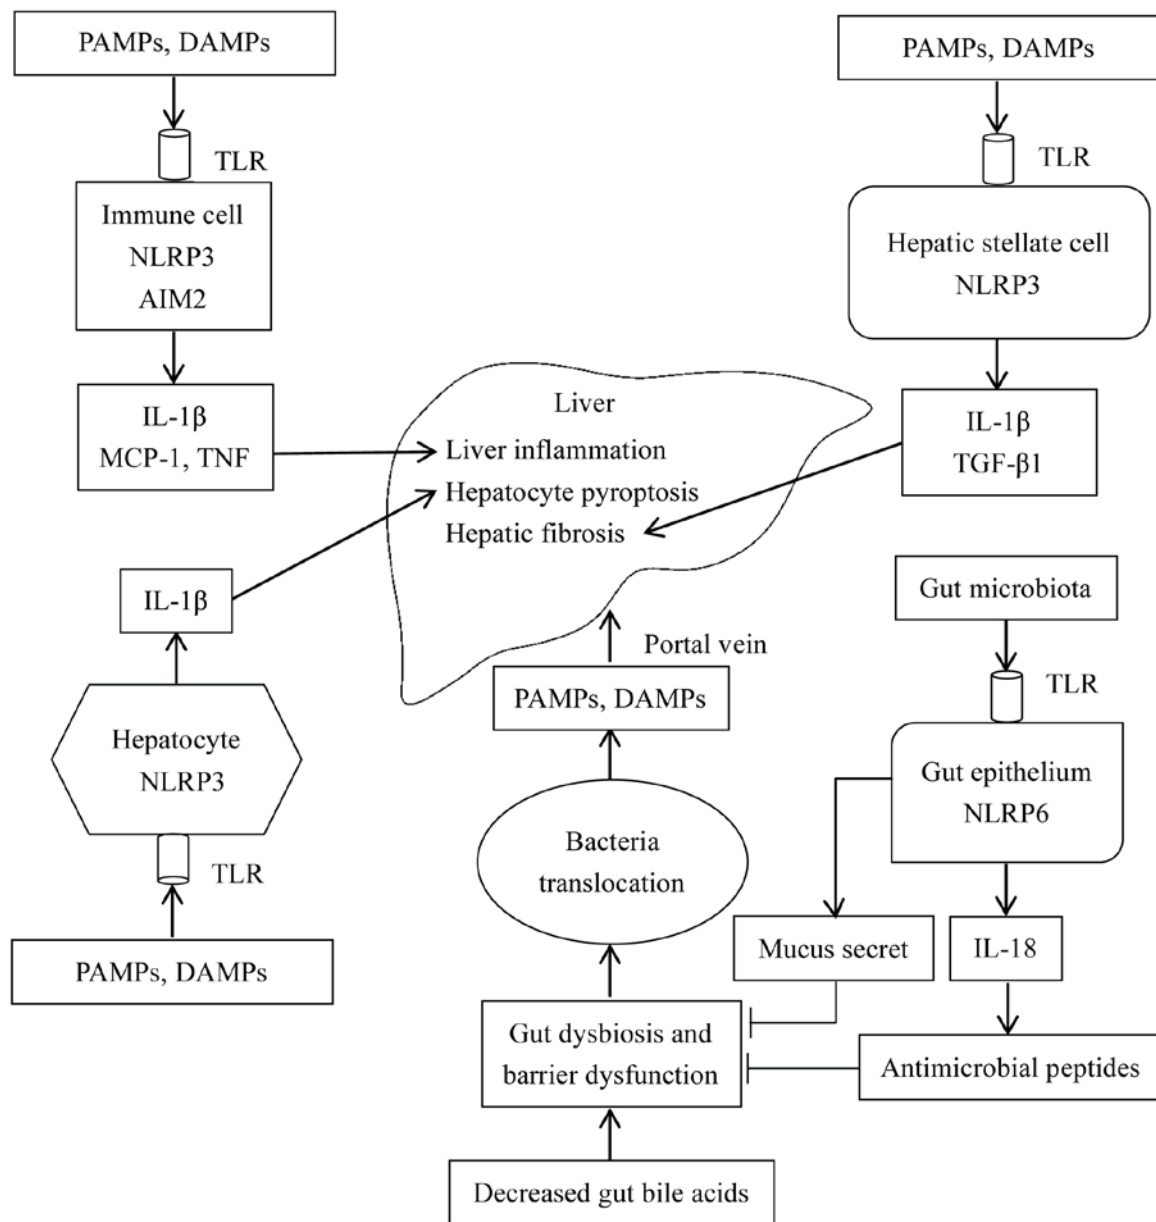 PAMPs, DAMPs
TLR
Immune cell
NLRP3
AIM2
IL-1β
MCP-1, TNF
PAMPs, DAMPs
TLR
Hepatic stellate cell
NLRP3
IL-1β
TGF-β1
Liver
Liver inflammation
Hepatocyte pyroptosis
Hepatic fibrosis
IL-1β
Hepatocyte
NLRP3
TLR
PAMPs, DAMPs
Portal vein
PAMPs, DAMPs
Bacteria
translocation
Gut dysbiosis and
barrier dysfunction
Decreased gut bile acids
Gut microbiota
TLR
Gut epithelium
NLRP6
Mucus secret
IL-18
Antimicrobial peptides